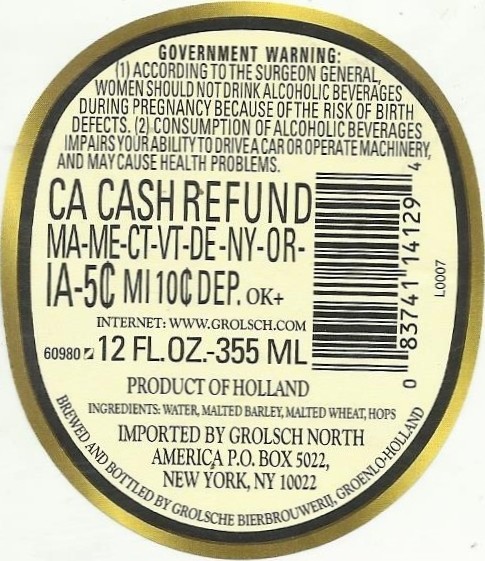 GOVERNMENT WARNING:
(1) ACCORDING TO THE SURGEON GENERAL,
WOMEN SHOULD NOT DRINK ALCOHOLIC BEVERAGES
DURING PREGNANCY BECAUSE OF THE RISK OF BIRTH
DEFECTS. (2) CONSUMPTION OF ALCOHOLIC BEVERAGES
IMPAIRS YOUR ABILITY TO DRIVE A CAR OR OPERATE MACHINERY,
AND MAY CAUSE HEALTH PROBLEMS.
CA CASH REFUND
MA-ME-CT-VT-DE-NY-OR-
IA-5¢ MI 10¢ DEP. OK+
INTERNET: WWW.GROLSCH.COM
60980 12 FL.OZ.-355 ML
0 83741 14129 4
L0007
PRODUCT OF HOLLAND
INGREDIENTS: WATER, MALTED BARLEY, MALTED WHEAT, HOPS
IMPORTED BY GROLSCH NORTH
AMERICA P.O. BOX 5022,
NEW YORK, NY 10022
BREWED AND BOTTLED BY GROLSCHE BIERBROUWERIJ, GROENLO-HOLLAND